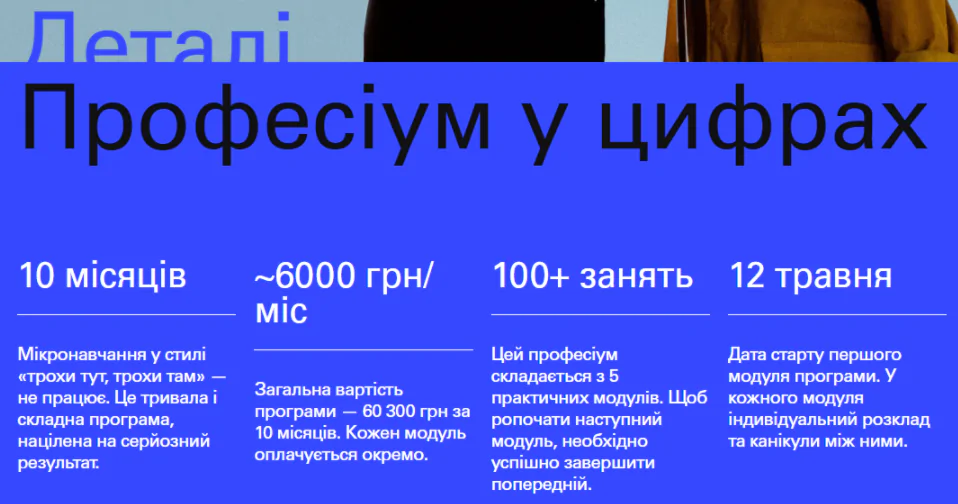 Деталі
Професіум у цифрах
10 місяців
Мікронавчання у стилі
«трохи тут, трохи там» —
не працює. Це тривала і
складна програма,
націлена на серйозний
результат.
~6000 грн/
міс
Загальна вартість
програми — 60 300 грн за
10 місяців. Кожен модуль
оплачується окремо.
100+ занять
Цей професіум
складається з 5
практичних модулів. Щоб
ропочати наступний
модуль, необхідно
успішно завершити
попередній.
12 травня
Дата старту першого
модуля програми. У
кожного модуля
індивідуальний розклад
та канікули між ними.